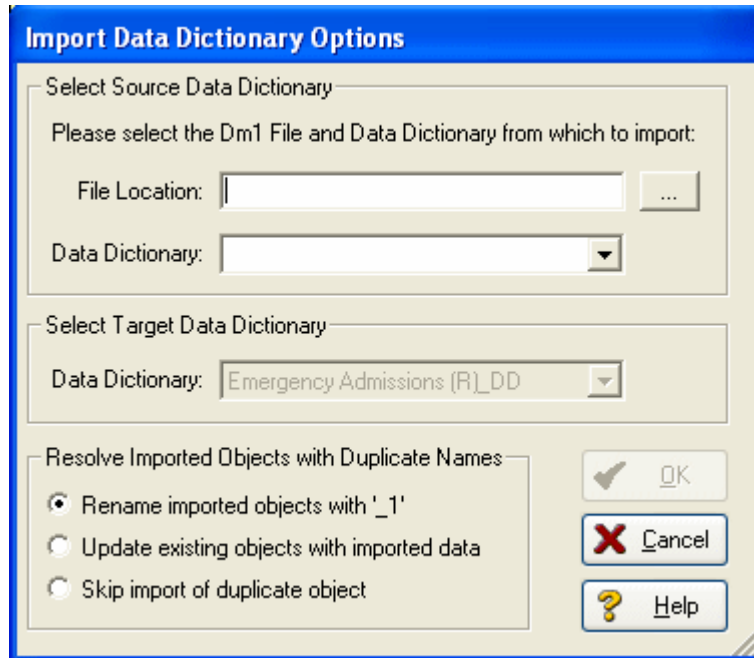 Import Data Dictionary Options
Select Source Data Dictionary
Please select the Dm1 File and Data Dictionary from which to import:
File Location:
...
Data Dictionary:
Select Target Data Dictionary
Data Dictionary: Emergency Admissions (R)_DD
Resolve Imported Objects with Duplicate Names
Rename imported objects with '_1'
Update existing objects with imported data
Skip import of duplicate object
OK
Cancel
Help